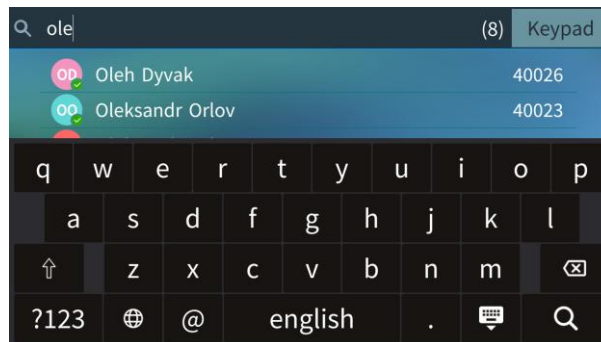 ole (8) Keypad
OD Oleh Dyvak 40026
OO Oleksandr Orlov 40023
q w e r t y u i o p
a s d f g h j k l
z x c v b n m
?123 @ english .